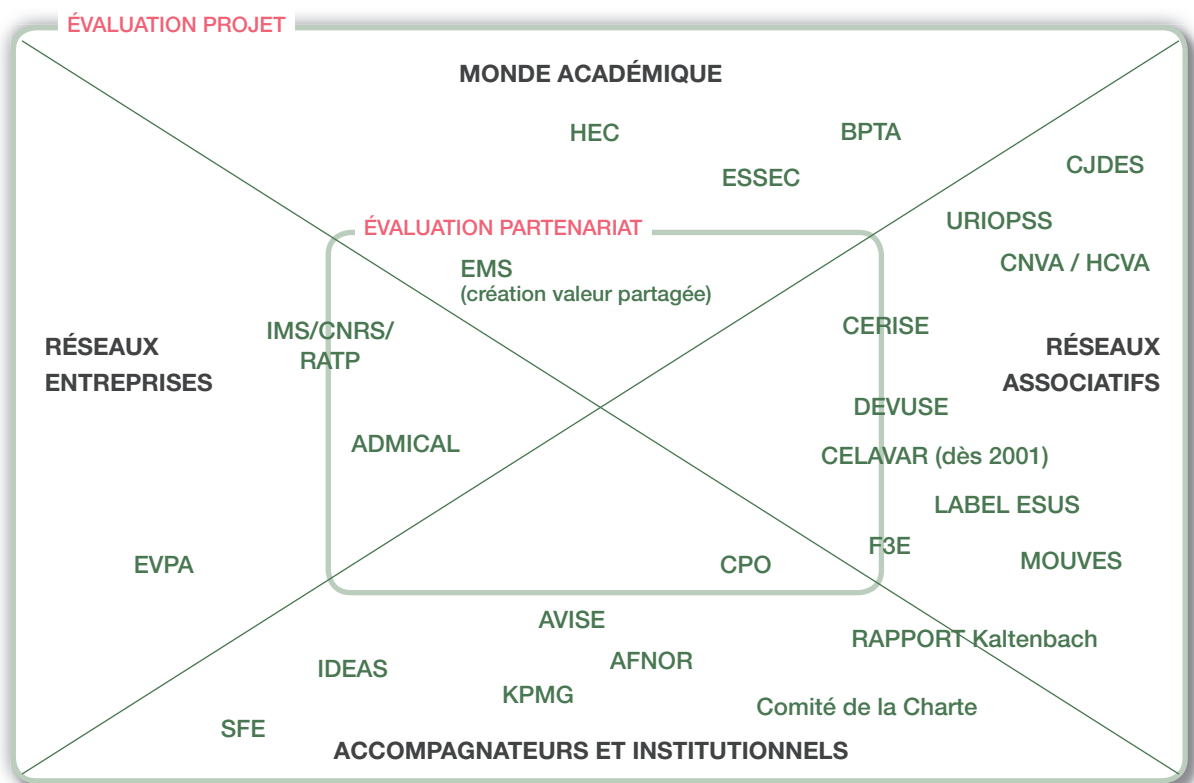 ÉVALUATION PROJET
MONDE ACADÉMIQUE
HEC
BPTA
ESSEC
CJDES
URIOPSS
ÉVALUATION PARTENARIAT
CNVA / HCVA
EMS
(création valeur partagée)
IMS/CNRS/
RATP
CERISE
RÉSEAUX
ENTREPRISES
RÉSEAUX
ASSOCIATIFS
DEVUSE
ADMICAL
CELAVAR (dès 2001)
LABEL ESUS
F3E
EVPA
CPO
MOUVES
AVISE
RAPPORT Kaltenbach
AFNOR
IDEAS
KPMG
Comité de la Charte
SFE
ACCOMPAGNATEURS ET INSTITUTIONNELS